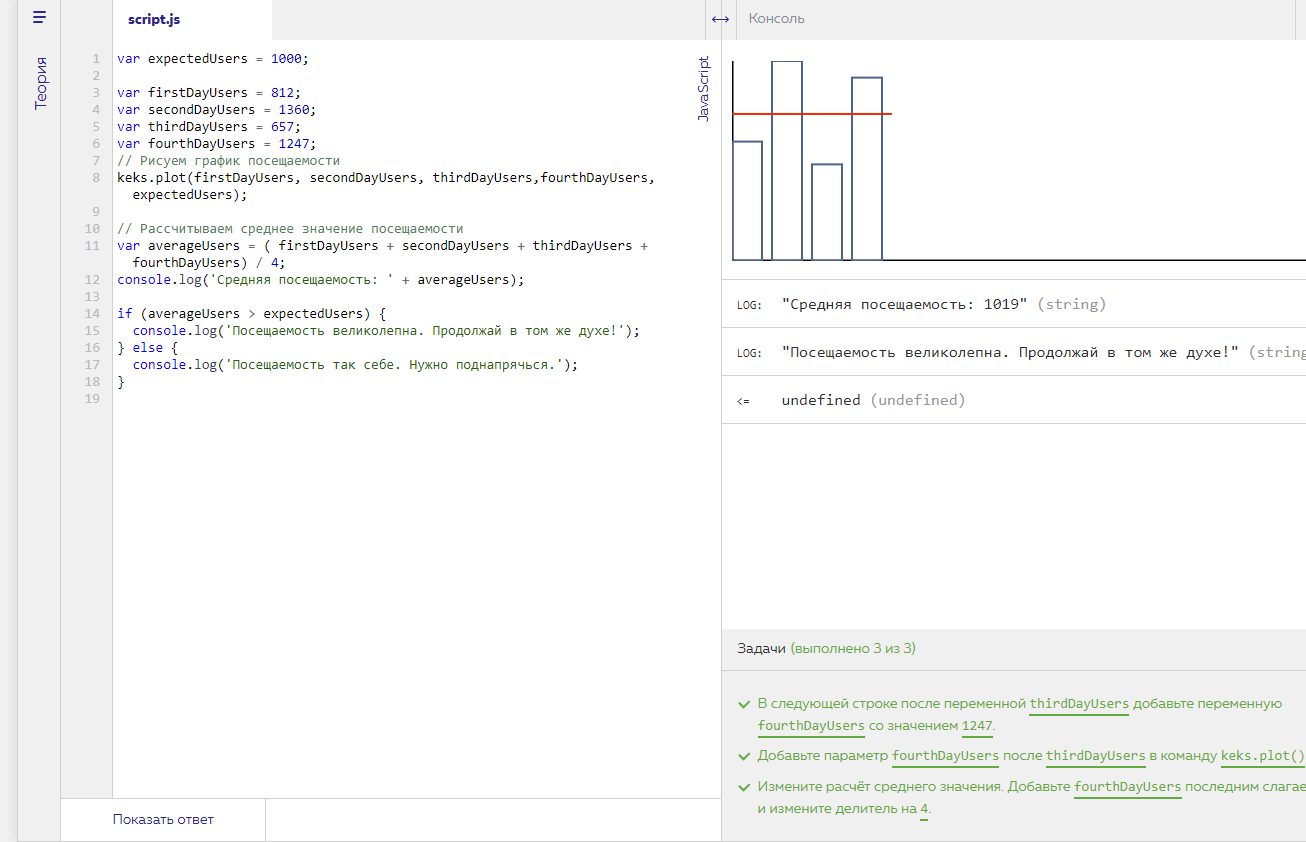 script.js
Консоль
Теория
JavaScript
1 var expectedUsers = 1000;
2
3 var firstDayUsers = 812;
4 var secondDayUsers = 1360;
5 var thirdDayUsers = 657;
6 var fourthDayUsers = 1247;
7 // Рисуем график посещаемости
8 keks.plot(firstDayUsers, secondDayUsers, thirdDayUsers,fourthDayUsers,
expectedUsers);
9
10 // Рассчитываем среднее значение посещаемости
11 var averageUsers = ( firstDayUsers + secondDayUsers + thirdDayUsers +
fourthDayUsers) / 4;
12 console.log('Средняя посещаемость: ' + averageUsers);
13
14 if (averageUsers > expectedUsers) {
15 console.log('Посещаемость великолепна. Продолжай в том же духе!');
16 } else {
17 console.log('Посещаемость так себе. Нужно поднапрячься.');
18 }
19
Показать ответ
LOG: "Средняя посещаемость: 1019" (string)
LOG: "Посещаемость великолепна. Продолжай в том же духе!" (string
<= undefined (undefined)
Задачи (выполнено 3 из 3)
В следующей строке после переменной thirdDayUsers добавьте переменную
fourthDayUsers со значением 1247.
Добавьте параметр fourthDayUsers после thirdDayUsers в команду keks.plot()
Измените расчёт среднего значения. Добавьте fourthDayUsers последним слагае
и измените делитель на 4.